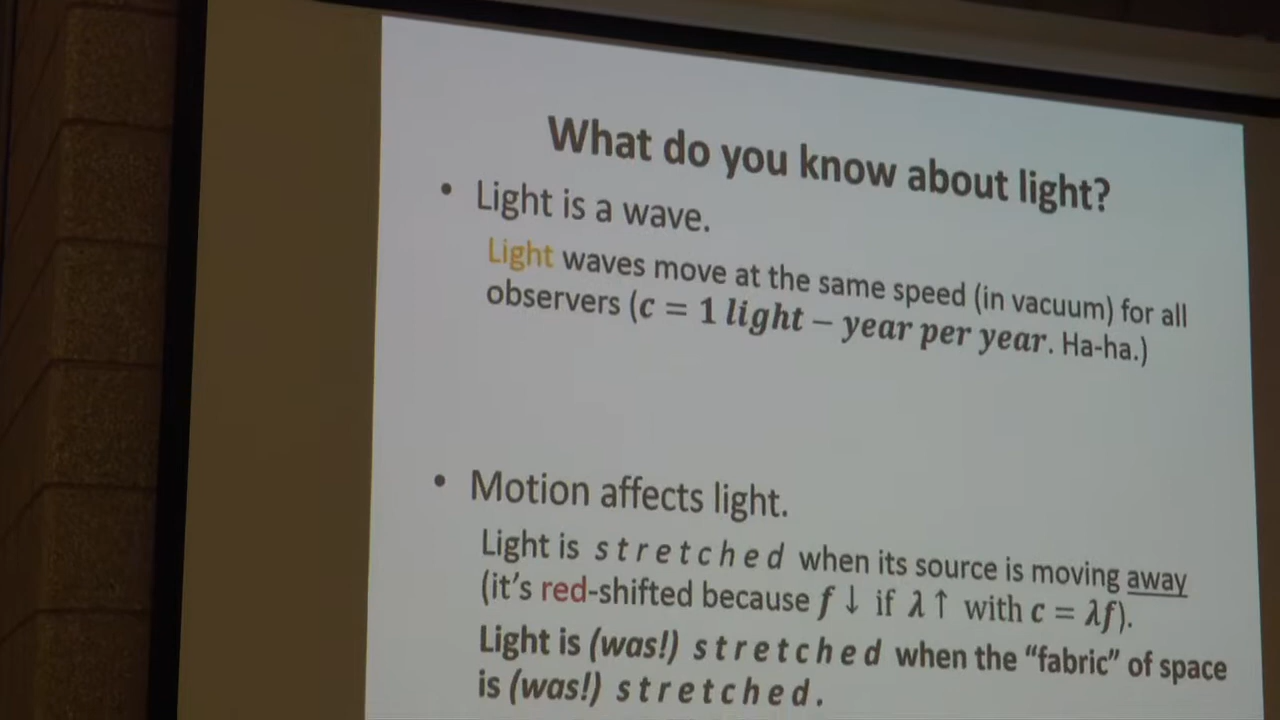 What do you know about light?
• Light is a wave.
Light waves move at the same speed (in vacuum) for all
observers (c = 1 light – year per year. Ha-ha.)
• Motion affects light.
Light is s t r e t c h e d when its source is moving away
(it's red-shifted because f ↓ if λ ↑ with c = λf).
Light is (was!) s t r e t c h e d when the “fabric” of space
is (was!) s t r e t c h e d .